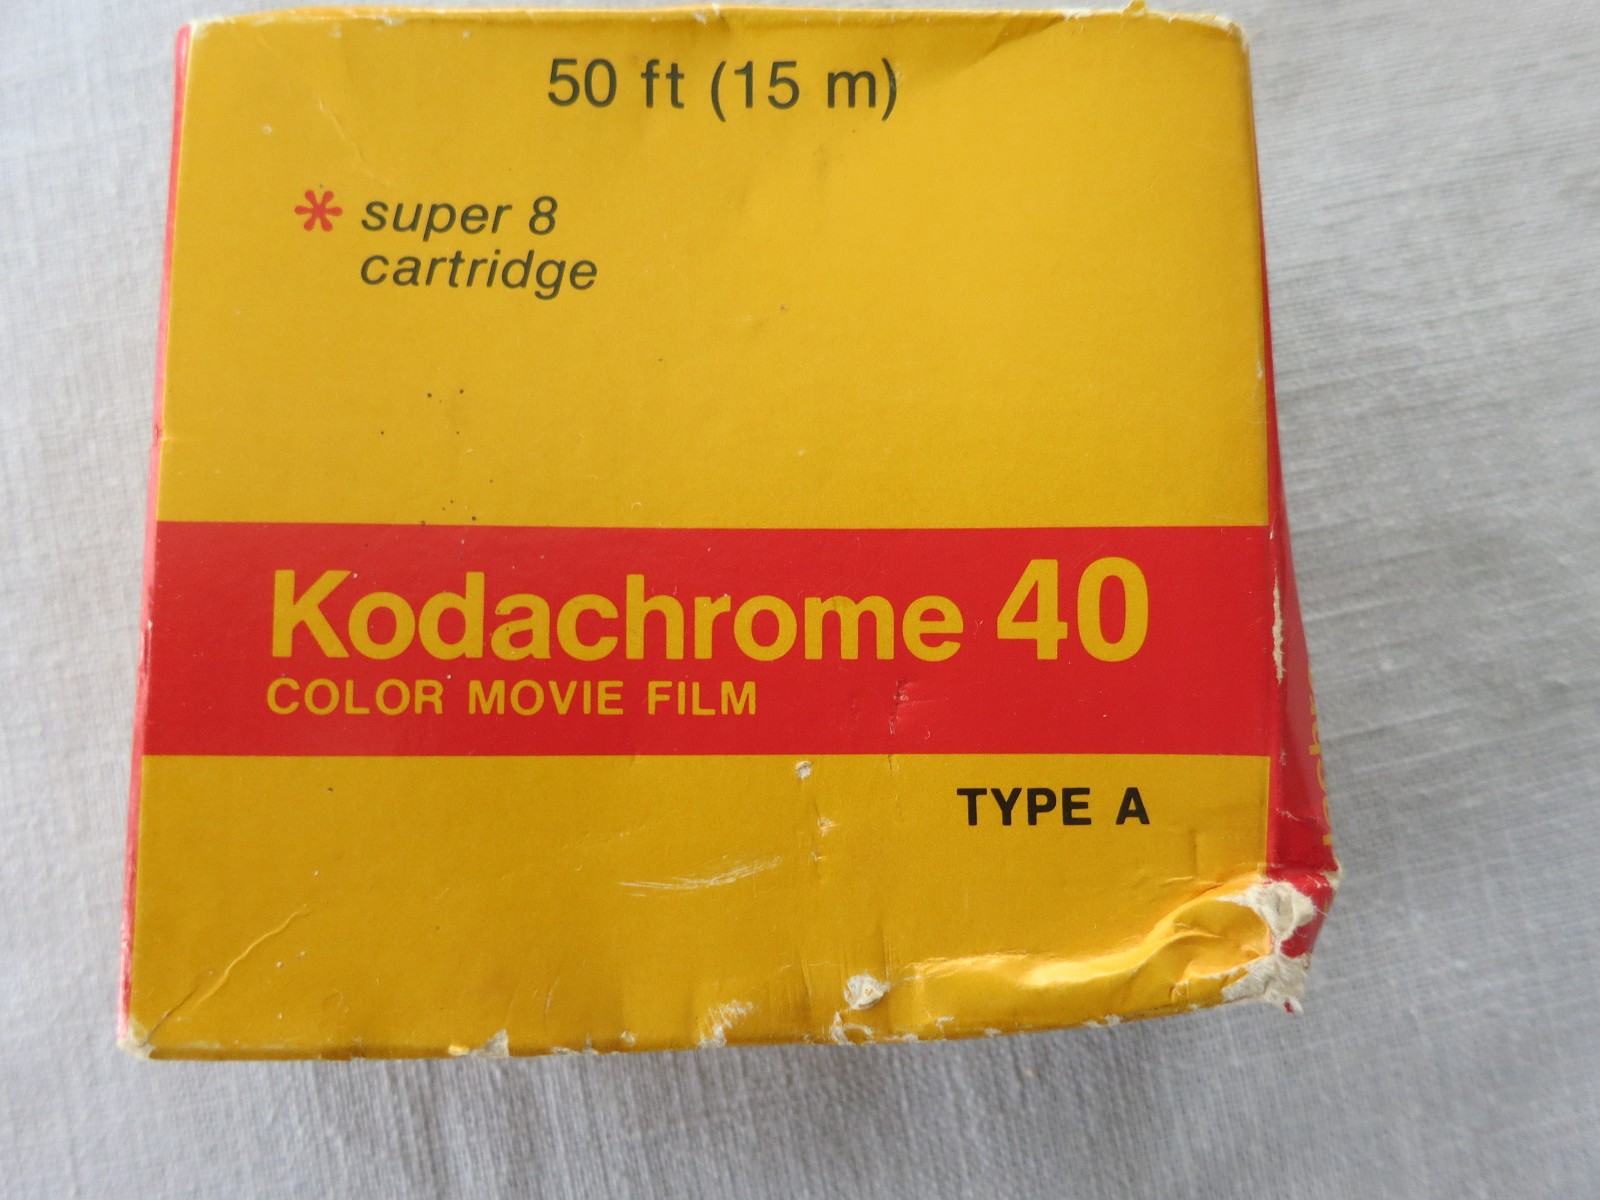 50 ft (15 m)
* super 8
cartridge
Kodachrome 40
COLOR MOVIE FILM
TYPE A